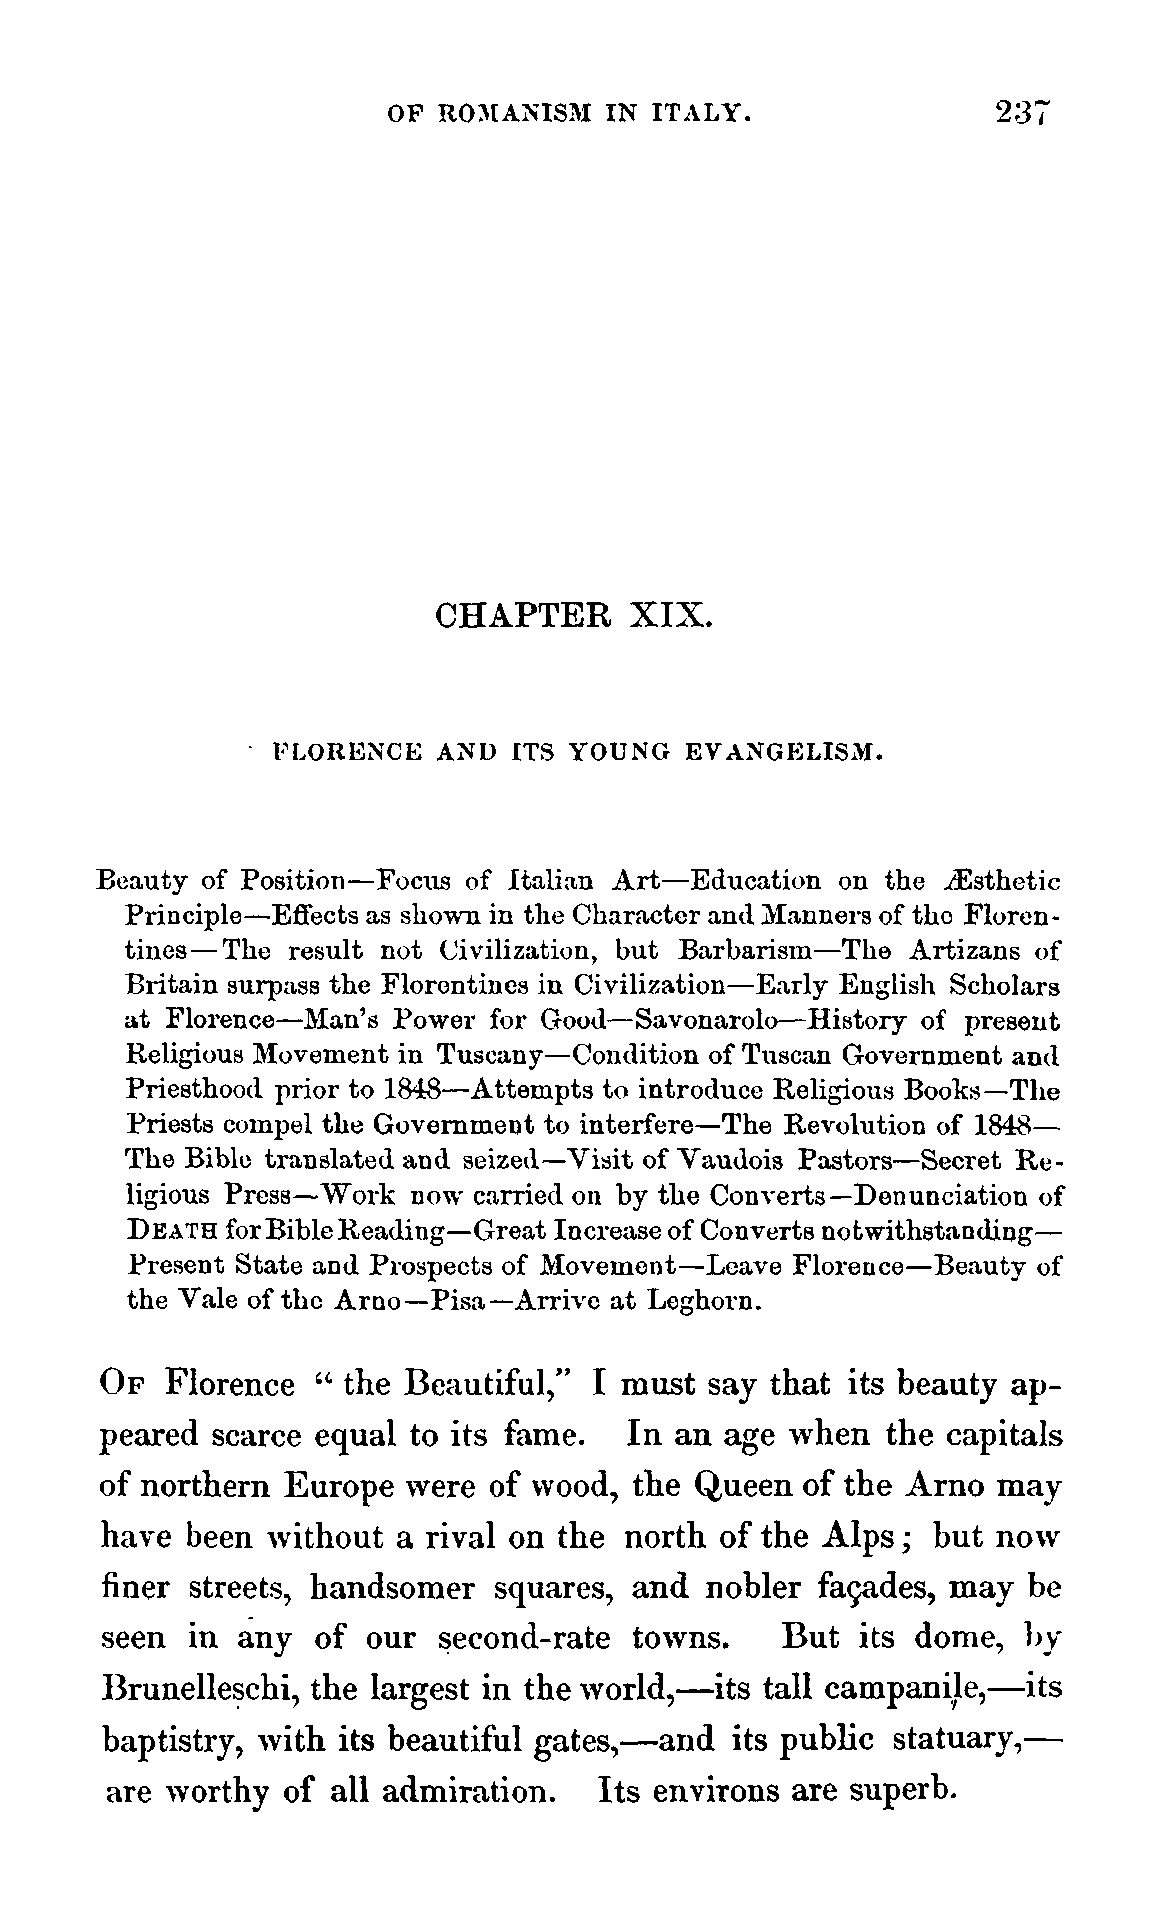 OF ROMANISM IN ITALY. 237
CHAPTER XIX.
FLORENCE AND ITS YOUNG EVANGELISM.
Beauty of Position—Focus of Italian Art—Education on the Æsthetic
Principle—Effects as shown in the Character and Manners of the Floren-
tines—The result not Civilization, but Barbarism—The Artizans of
Britain surpass the Florentines in Civilization—Early English Scholars
at Florence—Man's Power for Good—Savonarolo—History of present
Religious Movement in Tuscany—Condition of Tuscan Government and
Priesthood prior to 1848—Attempts to introduce Religious Books—The
Priests compel the Government to interfere—The Revolution of 1848—
The Bible translated and seized—Visit of Vaudois Pastors—Secret Re-
ligious Press—Work now carried on by the Converts—Denunciation of
DEATH for Bible Reading—Great Increase of Converts notwithstanding—
Present State and Prospects of Movement—Leave Florence—Beauty of
the Vale of the Arno—Pisa—Arrive at Leghorn.
OF Florence "the Beautiful," I must say that its beauty ap-
peared scarce equal to its fame. In an age when the capitals
of northern Europe were of wood, the Queen of the Arno may
have been without a rival on the north of the Alps; but now
finer streets, handsomer squares, and nobler façades, may be
seen in any of our second-rate towns. But its dome, by
Brunelleschi, the largest in the world,—its tall campanile,—its
baptistry, with its beautiful gates,—and its public statuary,—
are worthy of all admiration. Its environs are superb.